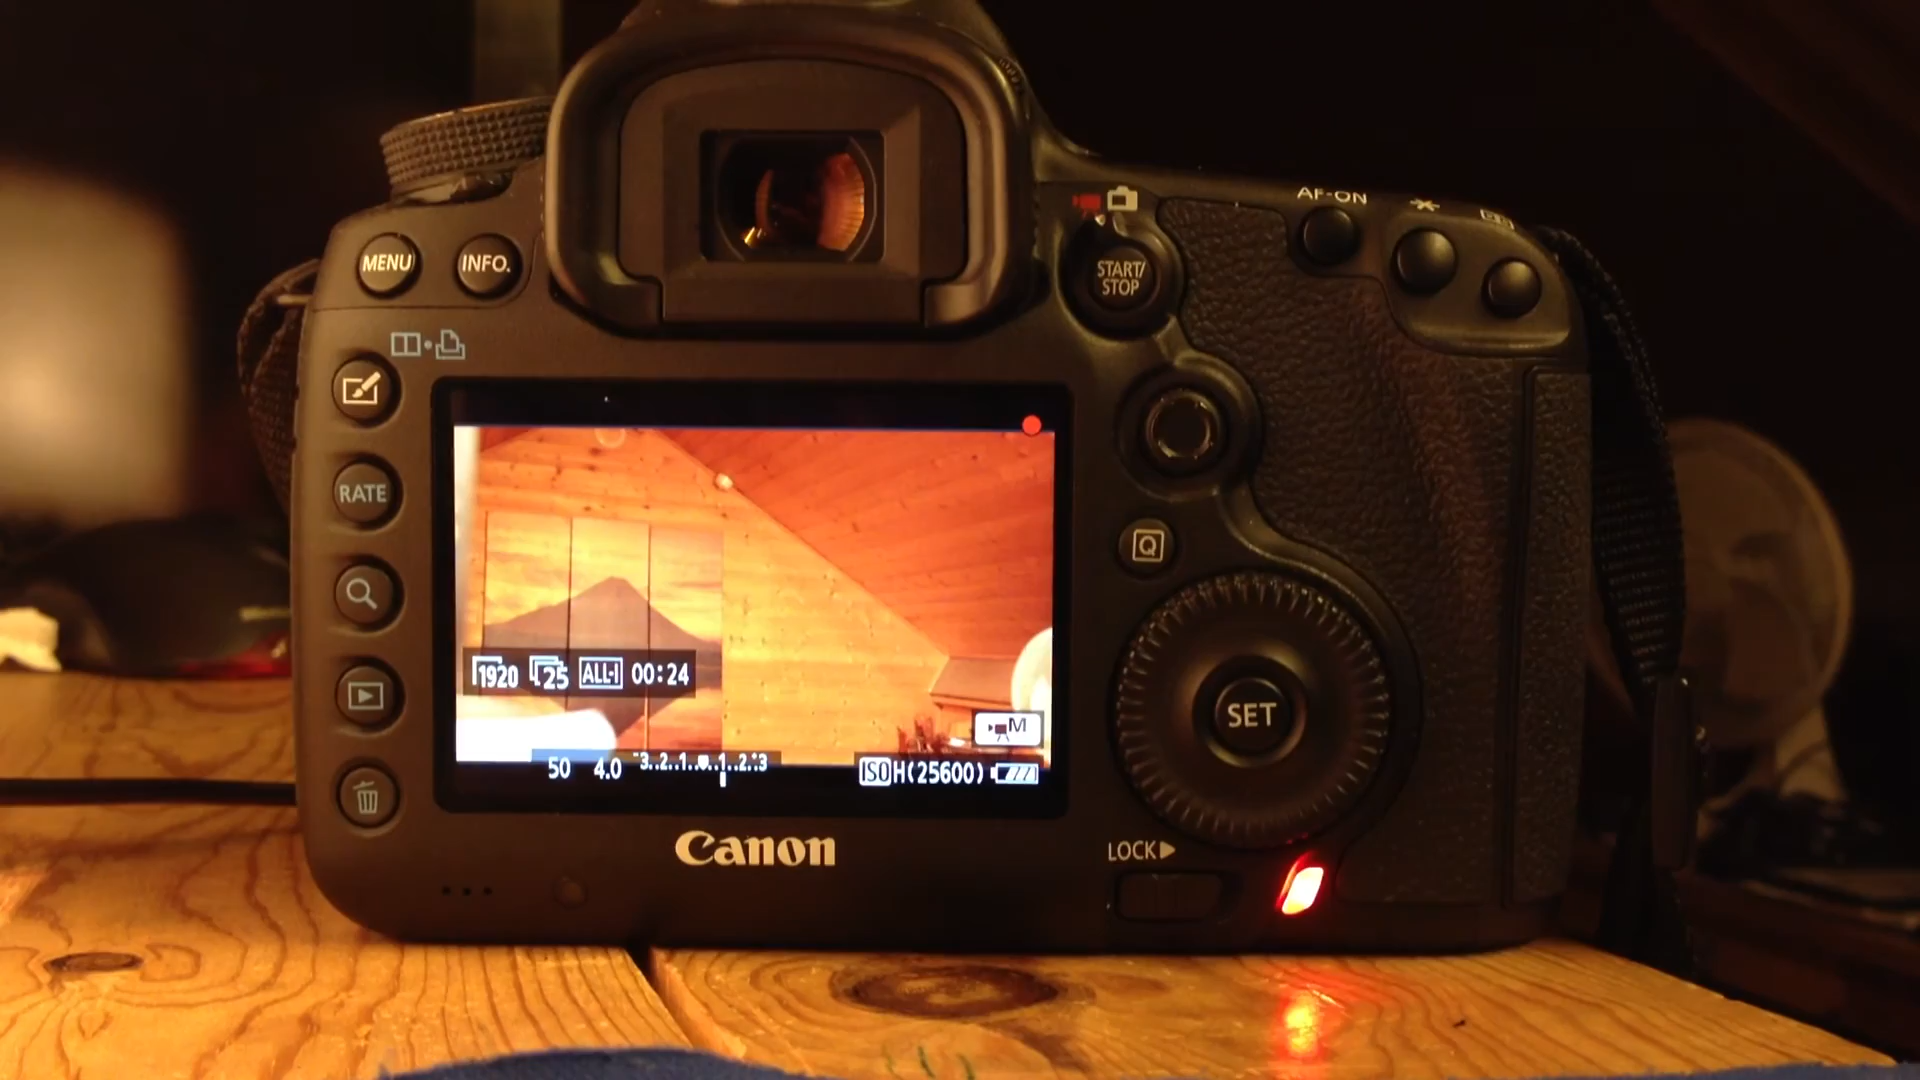 AF-ON
MENU
INFO.
START/
STOP
RATE
Q
1920 25 ALL-I 00:24
M
50 4.0 -3..2..1..0..1..2..+3 ISO H(25600)
SET
Canon
LOCK